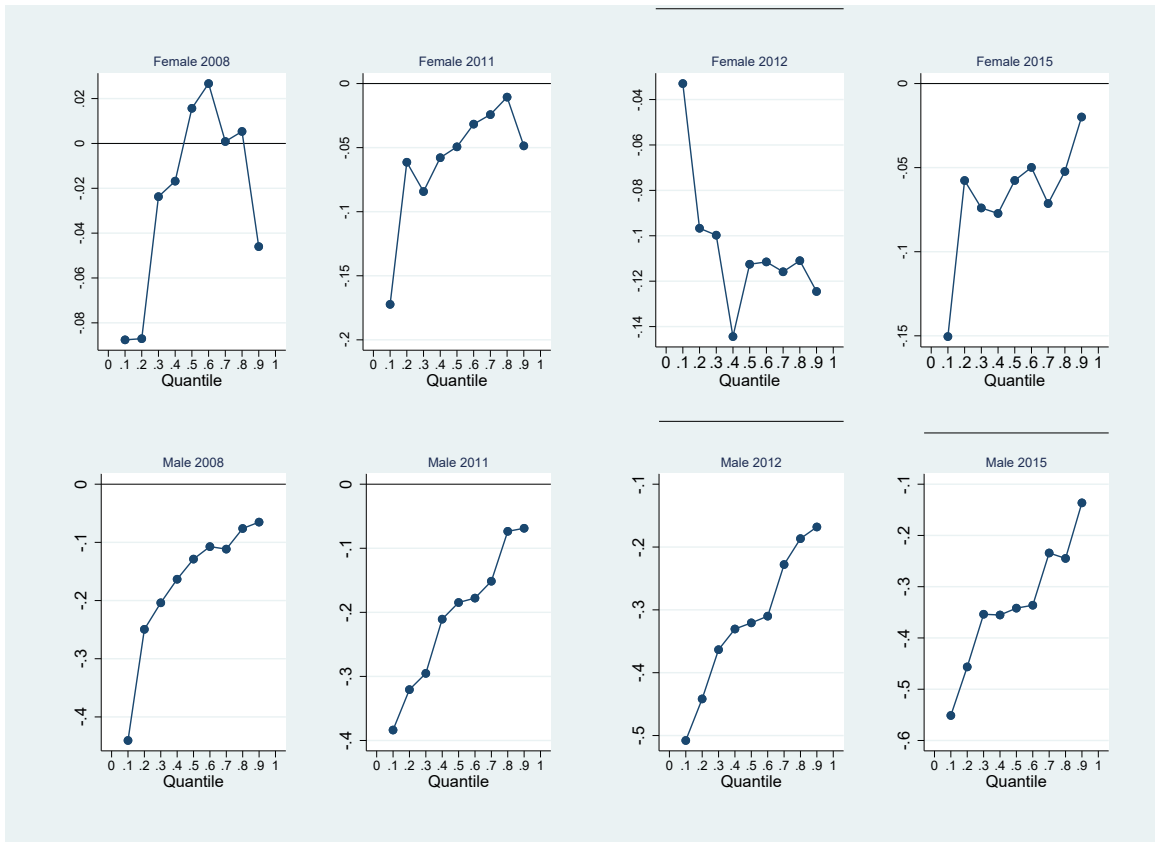 Female 2008
.02
0
-.02
-.04
-.06
-.08
0 .1 .2 .3 .4 .5 .6 .7 .8 .9 1
Quantile
Female 2011
0
-.05
-.1
-.15
-.2
0 .1 .2 .3 .4 .5 .6 .7 .8 .9 1
Quantile
Female 2012
-.04
-.06
-.08
-.1
-.12
-.14
0 .1 .2 .3 .4 .5 .6 .7 .8 .9 1
Quantile
Female 2015
0
-.05
-.1
-.15
0 .1 .2 .3 .4 .5 .6 .7 .8 .9 1
Quantile
Male 2008
0
-.1
-.2
-.3
-.4
0 .1 .2 .3 .4 .5 .6 .7 .8 .9 1
Quantile
Male 2011
0
-.1
-.2
-.3
-.4
0 .1 .2 .3 .4 .5 .6 .7 .8 .9 1
Quantile
Male 2012
-.1
-.2
-.3
-.4
-.5
0 .1 .2 .3 .4 .5 .6 .7 .8 .9 1
Quantile
Male 2015
-.1
-.2
-.3
-.4
-.5
-.6
0 .1 .2 .3 .4 .5 .6 .7 .8 .9 1
Quantile